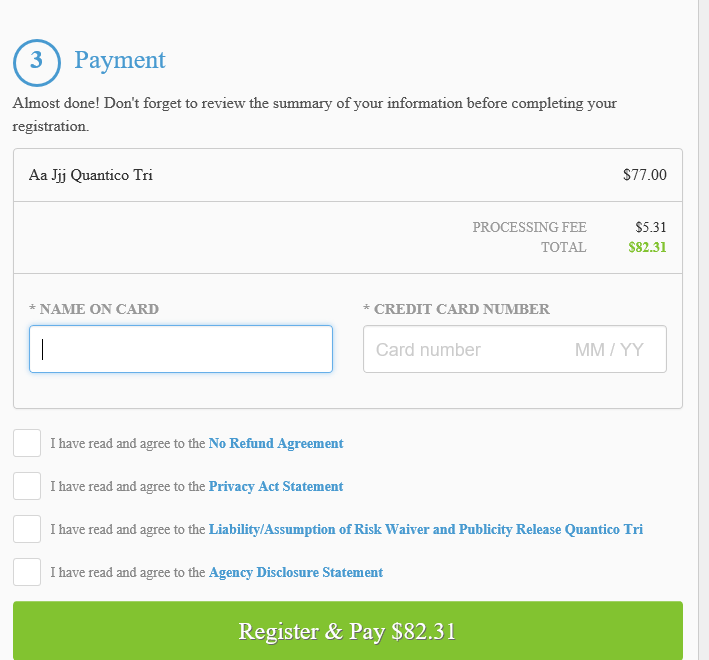 3 Payment
Almost done! Don't forget to review the summary of your information before completing your
registration.
Aa Jjj Quantico Tri $77.00
PROCESSING FEE $5.31
TOTAL $82.31
* NAME ON CARD * CREDIT CARD NUMBER
Card number MM / YY
I have read and agree to the No Refund Agreement
I have read and agree to the Privacy Act Statement
I have read and agree to the Liability/Assumption of Risk Waiver and Publicity Release Quantico Tri
I have read and agree to the Agency Disclosure Statement
Register & Pay $82.31